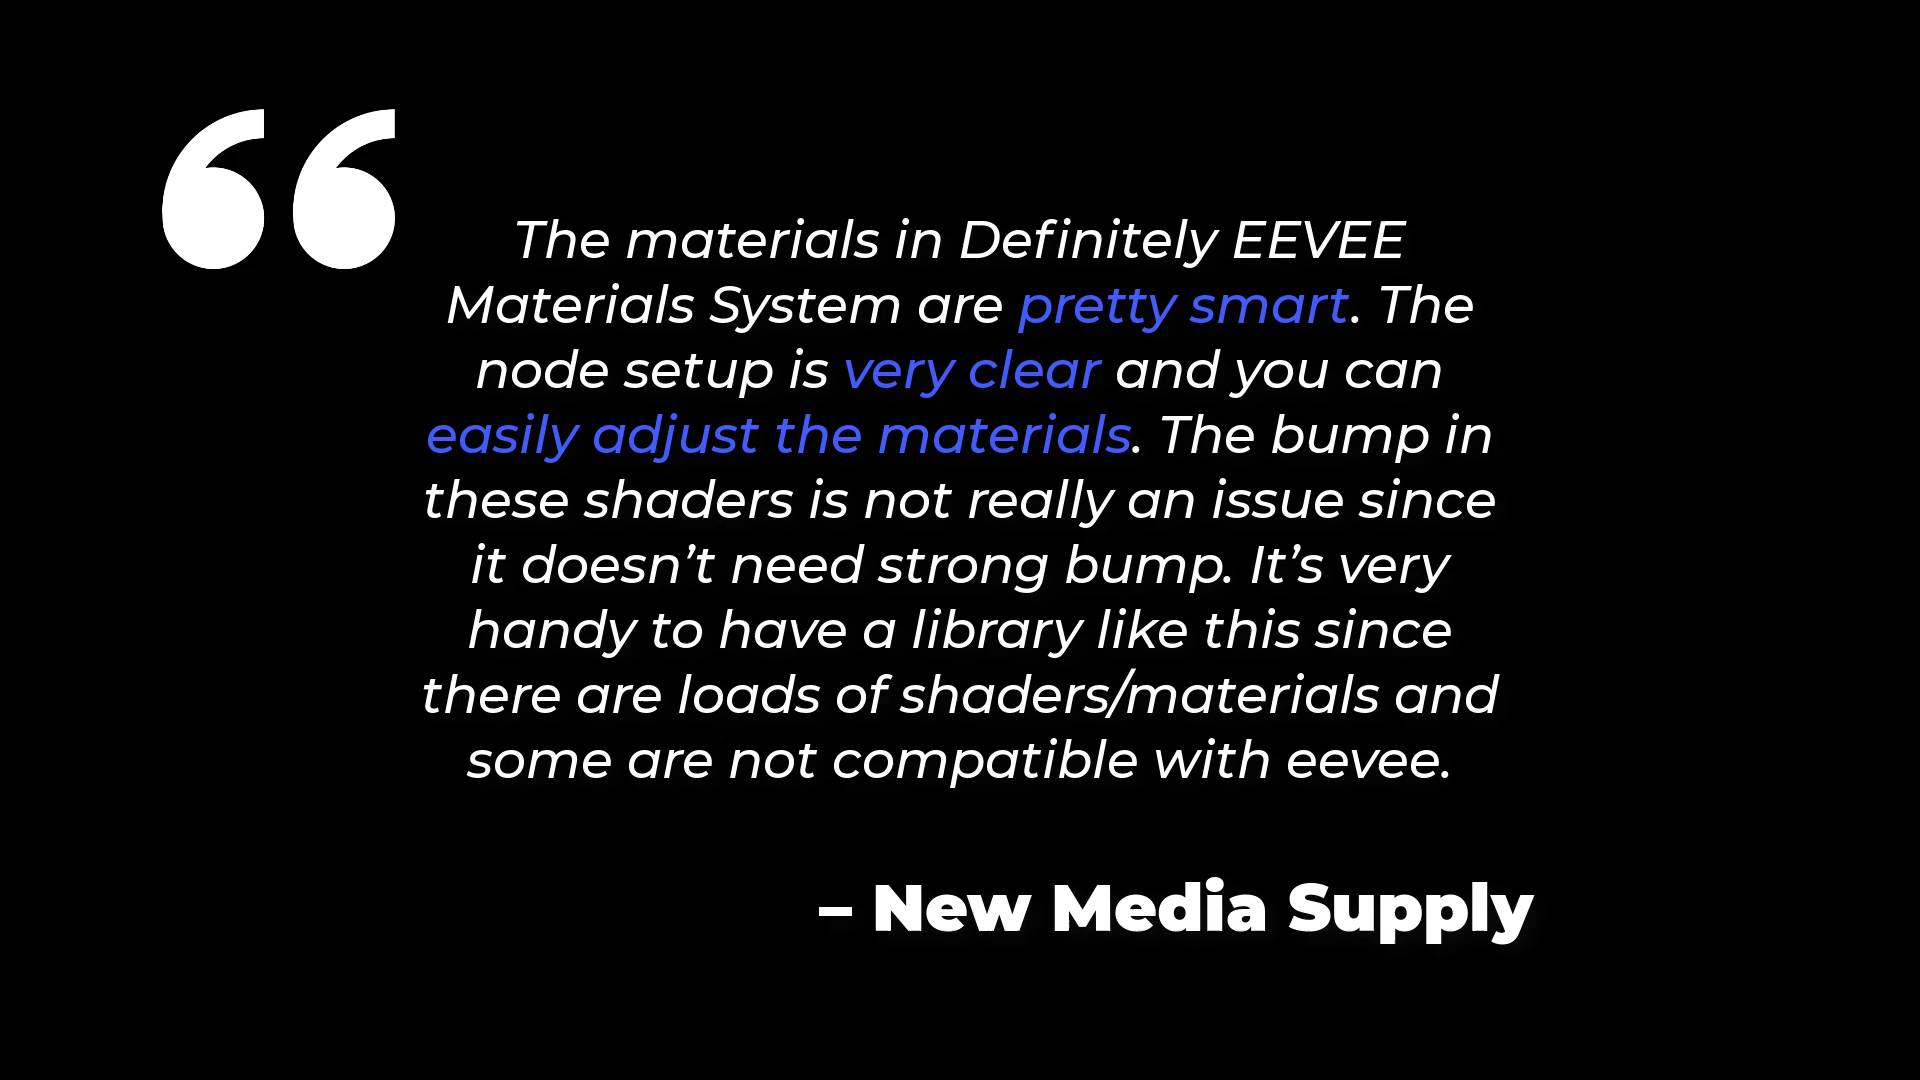 “
The materials in Definitely EEVEE
Materials System are pretty smart. The
node setup is very clear and you can
easily adjust the materials. The bump in
these shaders is not really an issue since
it doesn’t need strong bump. It’s very
handy to have a library like this since
there are loads of shaders/materials and
some are not compatible with eevee.
– New Media Supply